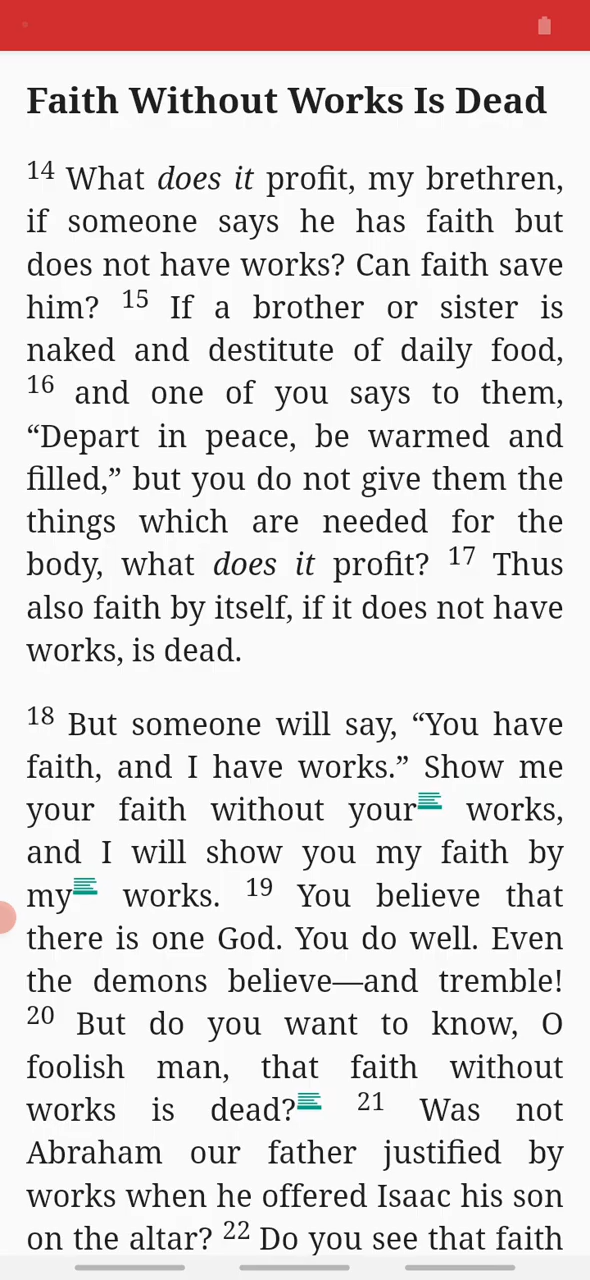 Faith Without Works Is Dead
14 What does it profit, my brethren,
if someone says he has faith but
does not have works? Can faith save
him? 15 If a brother or sister is
naked and destitute of daily food,
16 and one of you says to them,
“Depart in peace, be warmed and
filled,” but you do not give them the
things which are needed for the
body, what does it profit? 17 Thus
also faith by itself, if it does not have
works, is dead.
18 But someone will say, “You have
faith, and I have works.” Show me
your faith without your works,
and I will show you my faith by
my works. 19 You believe that
there is one God. You do well. Even
the demons believe—and tremble!
20 But do you want to know, O
foolish man, that faith without
works is dead? 21 Was not
Abraham our father justified by
works when he offered Isaac his son
on the altar? 22 Do you see that faith